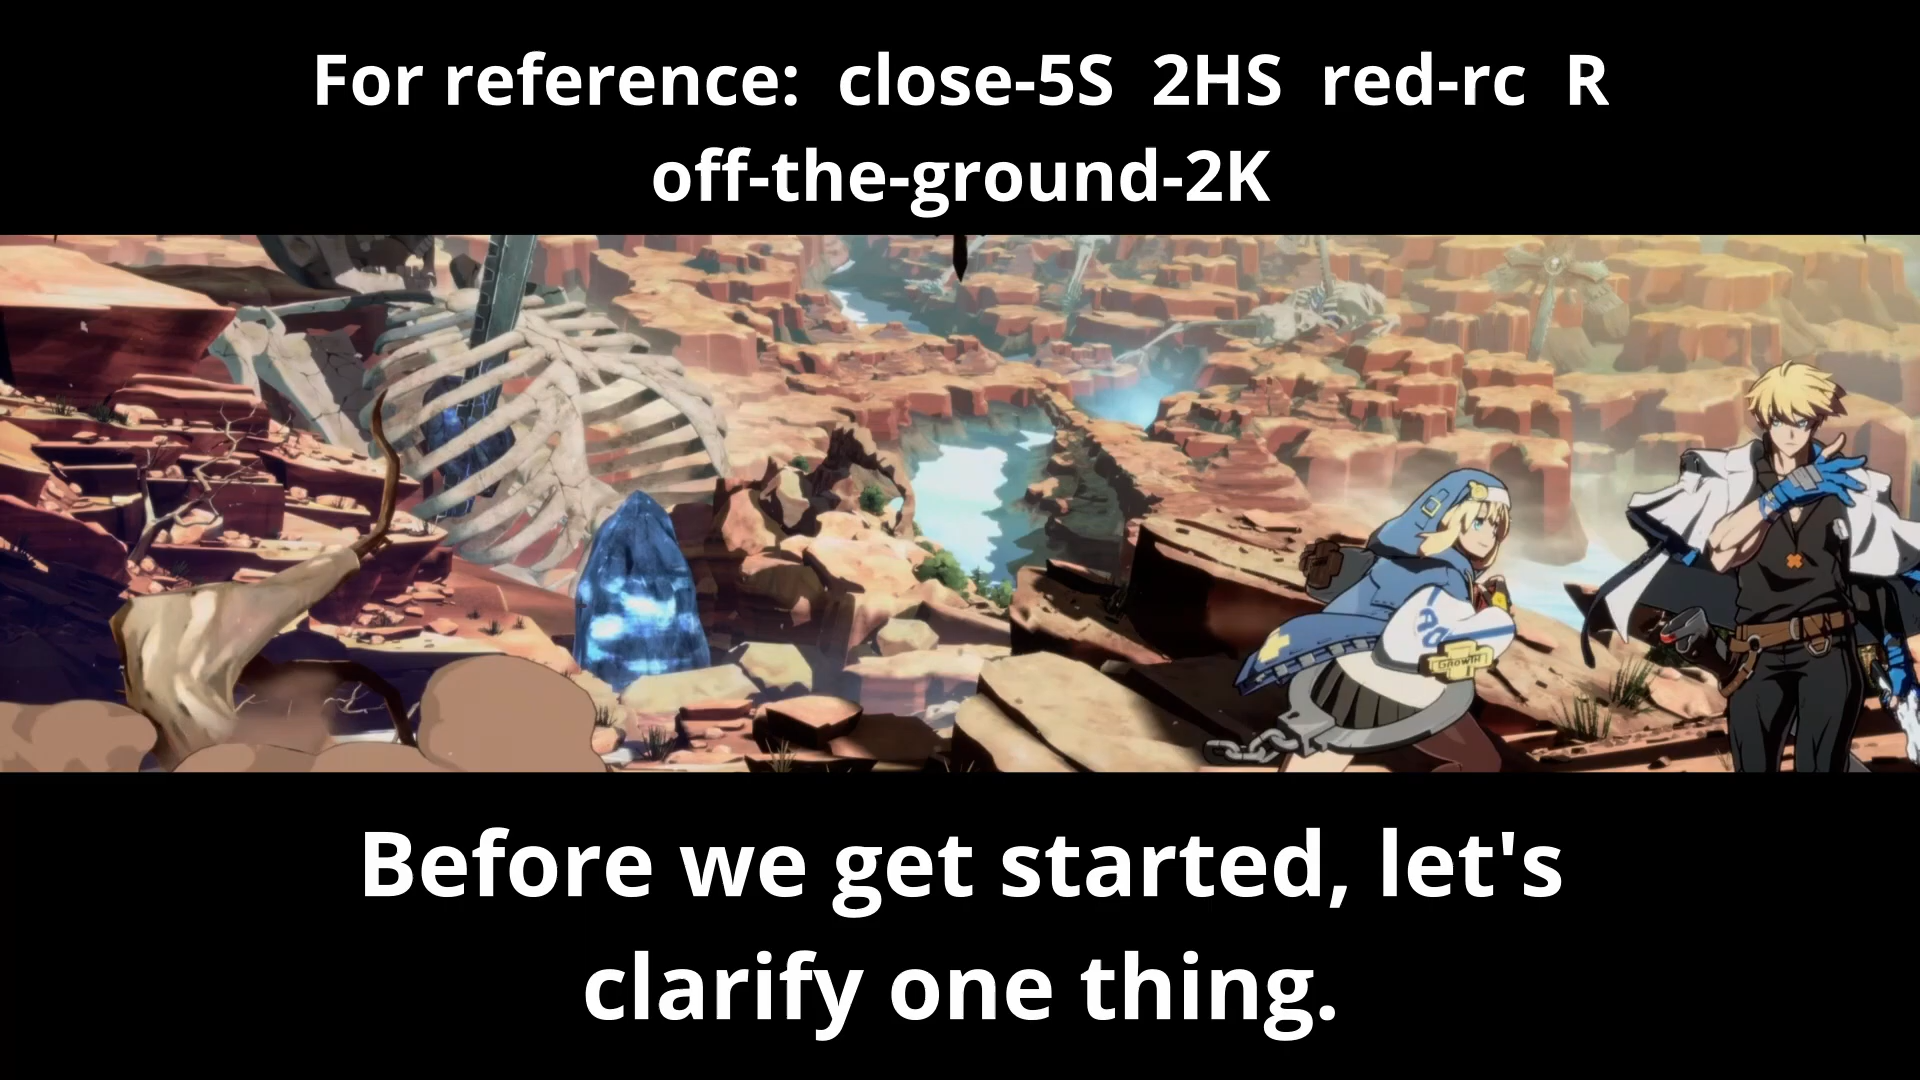 For reference: close-5S 2HS red-rc R
off-the-ground-2K
GROWTH
Before we get started, let's
clarify one thing.